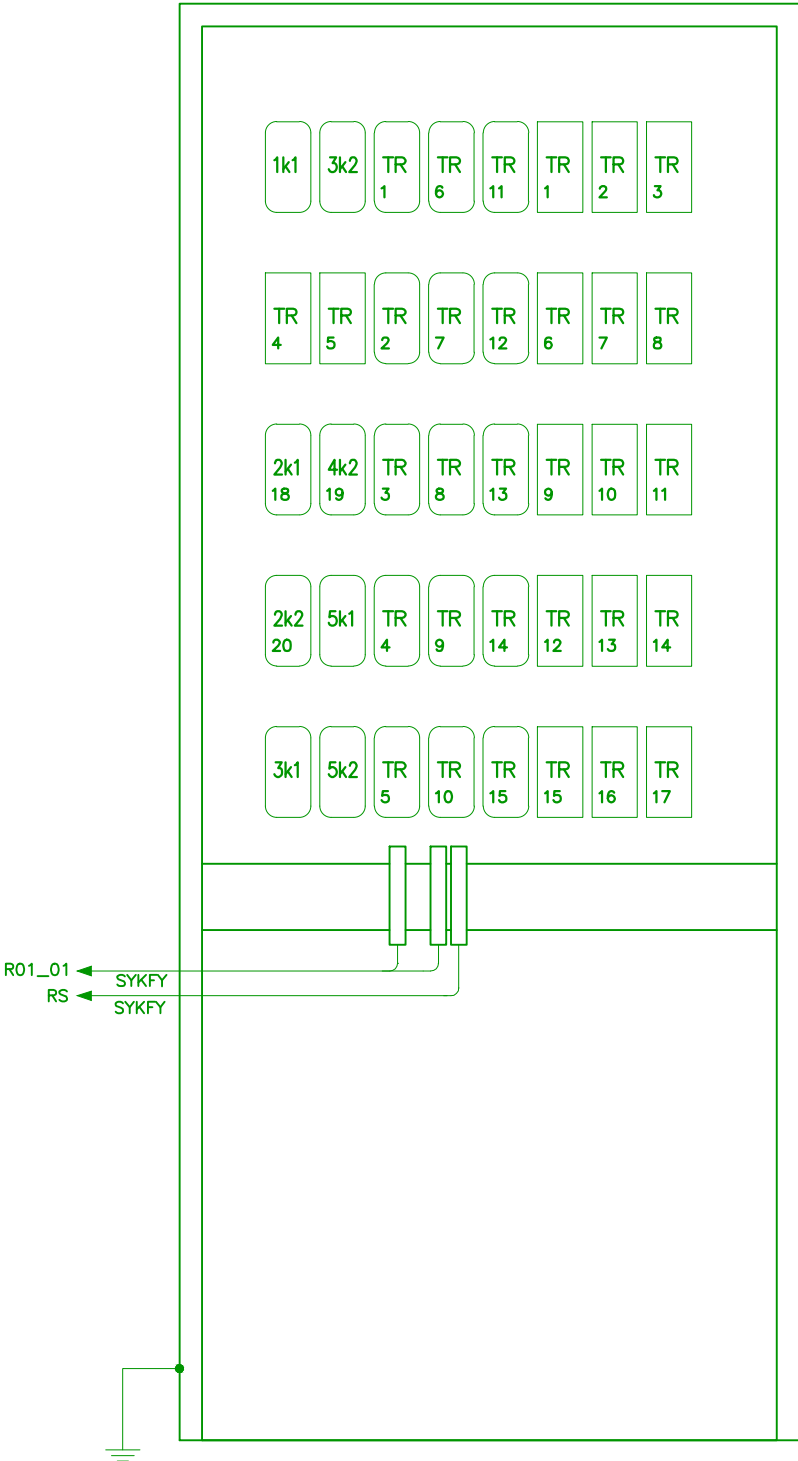 1k1 3k2 TR TR TR TR TR TR
1 6 11 1 2 3
TR TR TR TR TR TR TR TR
4 5 2 7 12 6 7 8
2k1 4k2 TR TR TR TR TR TR
18 19 3 8 13 9 10 11
2k2 5k1 TR TR TR TR TR TR
20 4 9 14 12 13 14
3k1 5k2 TR TR TR TR TR TR
5 10 15 15 16 17
R01_01
SYKFY
RS
SYKFY